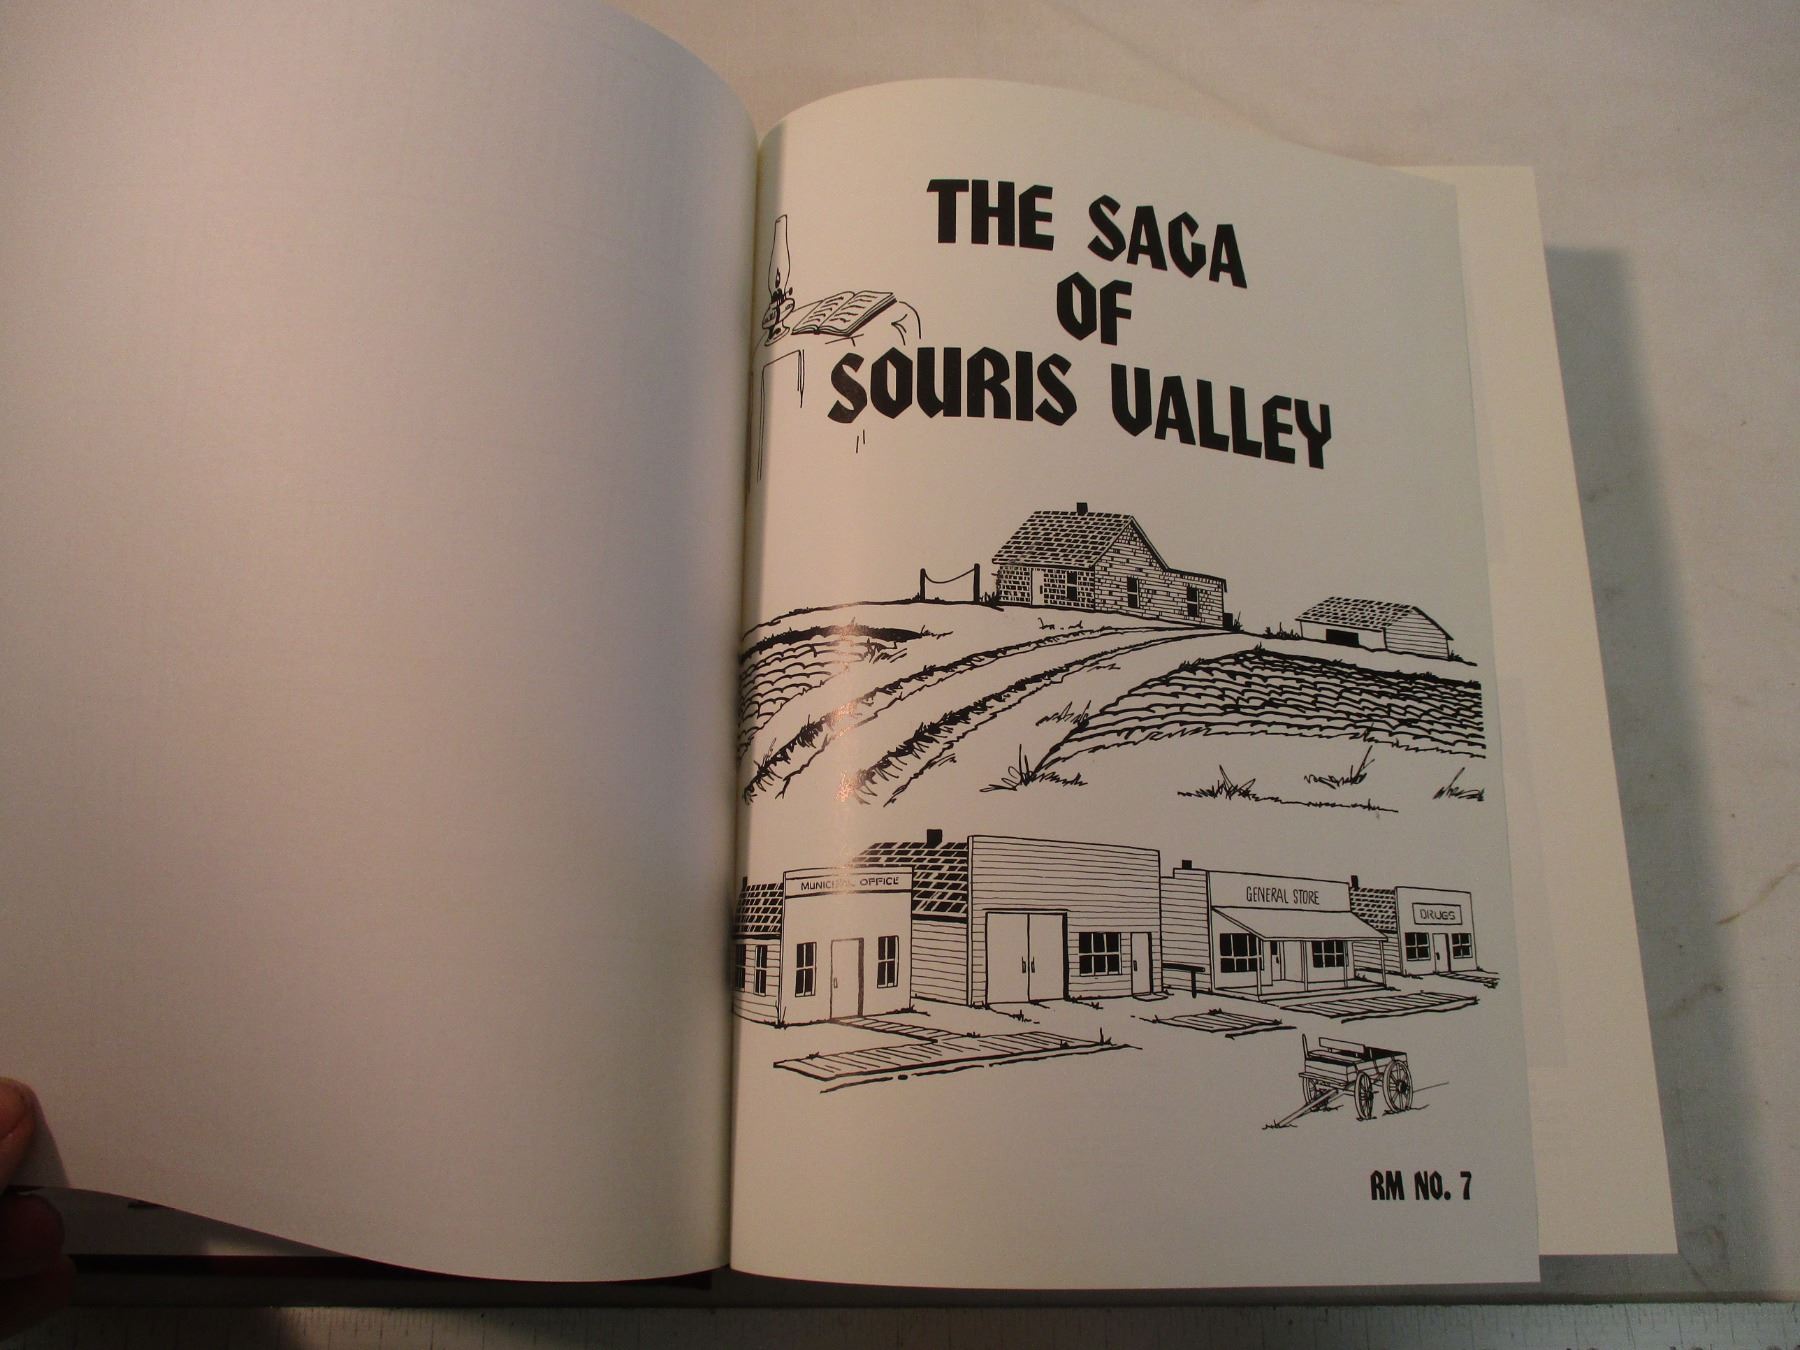 THE SAGA
OF
SOURIS VALLEY
MUNICIPAL OFFICE
GENERAL STORE
DRUGS
RM NO. 7